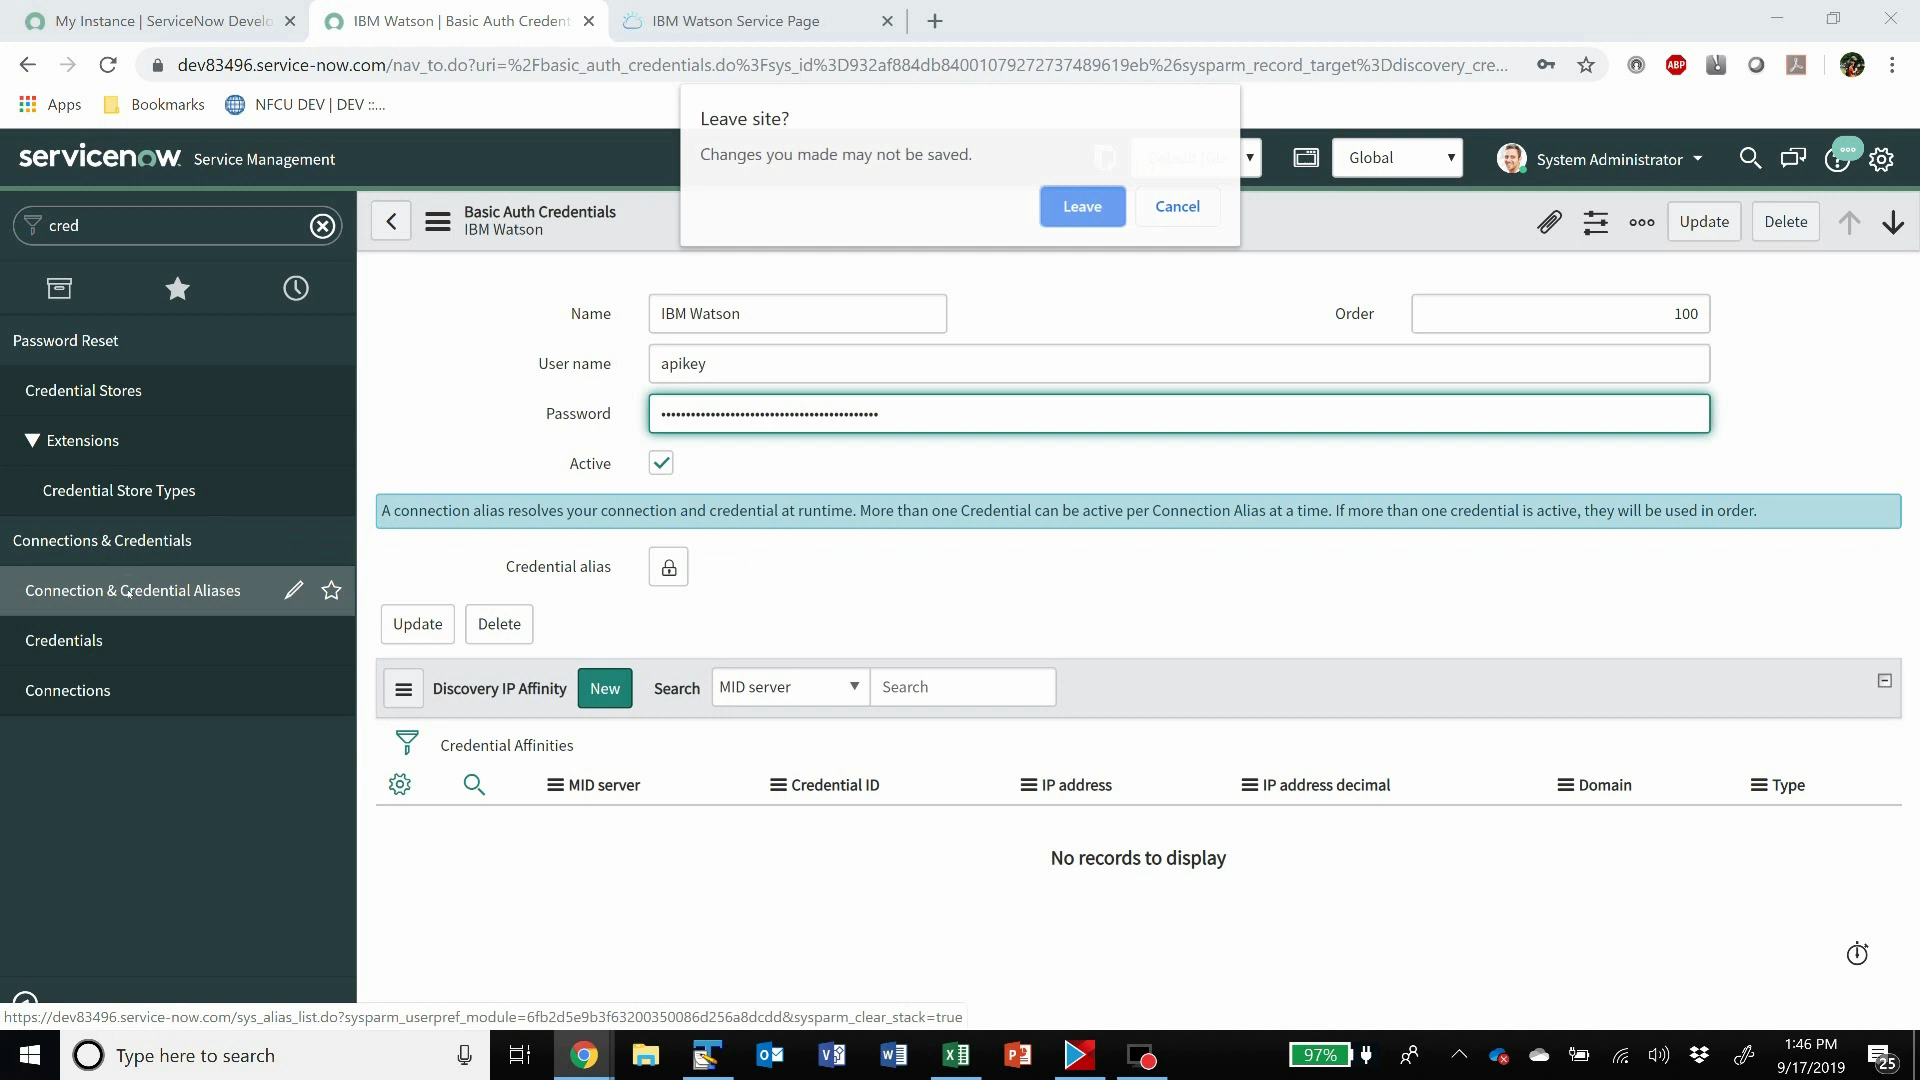 My Instance | ServiceNow Develo
IBM Watson | Basic Auth Credent
IBM Watson Service Page
dev83496.service-now.com/nav_to.do?uri=%2Fbasic_auth_credentials.do%3Fsys_id%3D932af884db84001079272737489619eb%26sysparm_record_target%3Ddiscovery_cre...
ABP
Apps
Bookmarks
NFCU DEV | DEV ::...
Leave site?
Changes you made may not be saved.
Leave
Cancel
servicenow Service Management
Global
System Administrator
cred
Basic Auth Credentials
IBM Watson
Update
Delete
Password Reset
Credential Stores
Extensions
Credential Store Types
Connections & Credentials
Connection & Credential Aliases
Credentials
Connections
Name
IBM Watson
Order
100
User name
apikey
Password
Active
A connection alias resolves your connection and credential at runtime. More than one Credential can be active per Connection Alias at a time. If more than one credential is active, they will be used in order.
Credential alias
Update
Delete
Discovery IP Affinity
New
Search
MID server
Search
Credential Affinities
MID server
Credential ID
IP address
IP address decimal
Domain
Type
No records to display
https://dev83496.service-now.com/sys_alias_list.do?sysparm_userpref_module=6fb2d5e9b3f63200350086d256a8dcdd&sysparm_clear_stack=true
Type here to search
97%
1:46 PM
9/17/2019
25